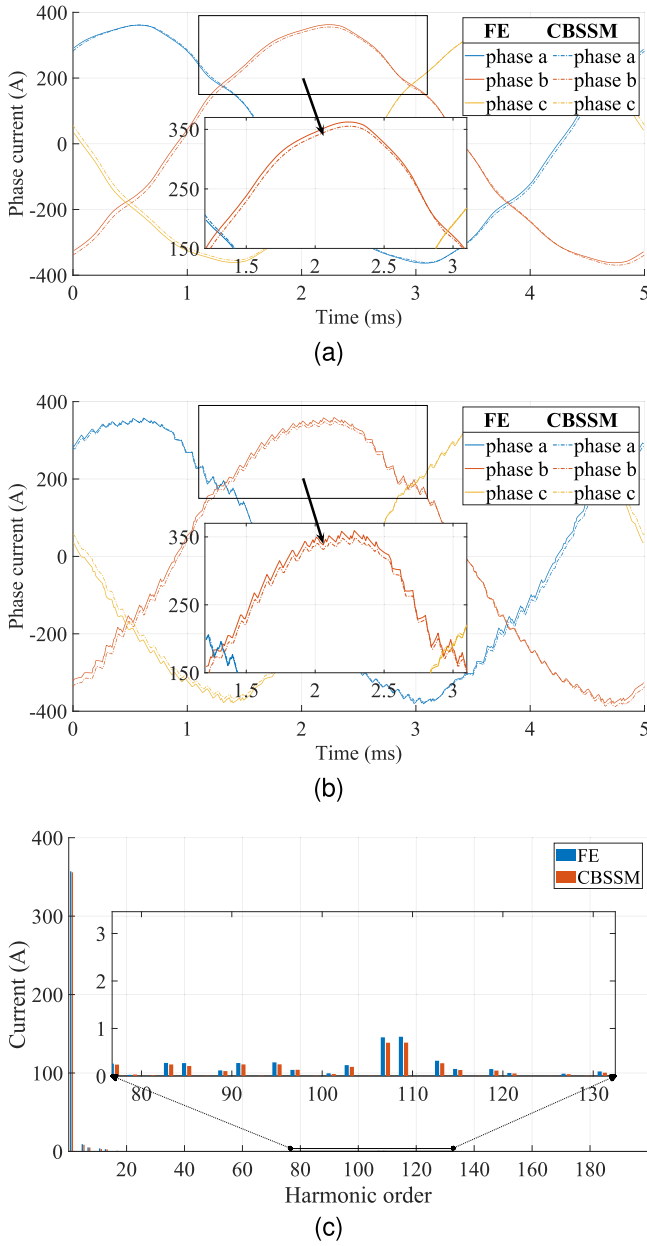 400
200
0
-200
-400
Phase current (A)
FE CBSSM
phase a phase a
phase b phase b
phase c phase c
350
250
150
1.5 2 2.5 3
0 1 2 3 4 5
Time (ms)
(a)
400
200
0
-200
-400
Phase current (A)
FE CBSSM
phase a phase a
phase b phase b
phase c phase c
350
250
150
1.5 2 2.5 3
0 1 2 3 4 5
Time (ms)
(b)
400
300
200
100
0
Current (A)
FE
CBSSM
3
2
1
0
80 90 100 110 120 130
20 40 60 80 100 120 140 160 180
Harmonic order
(c)